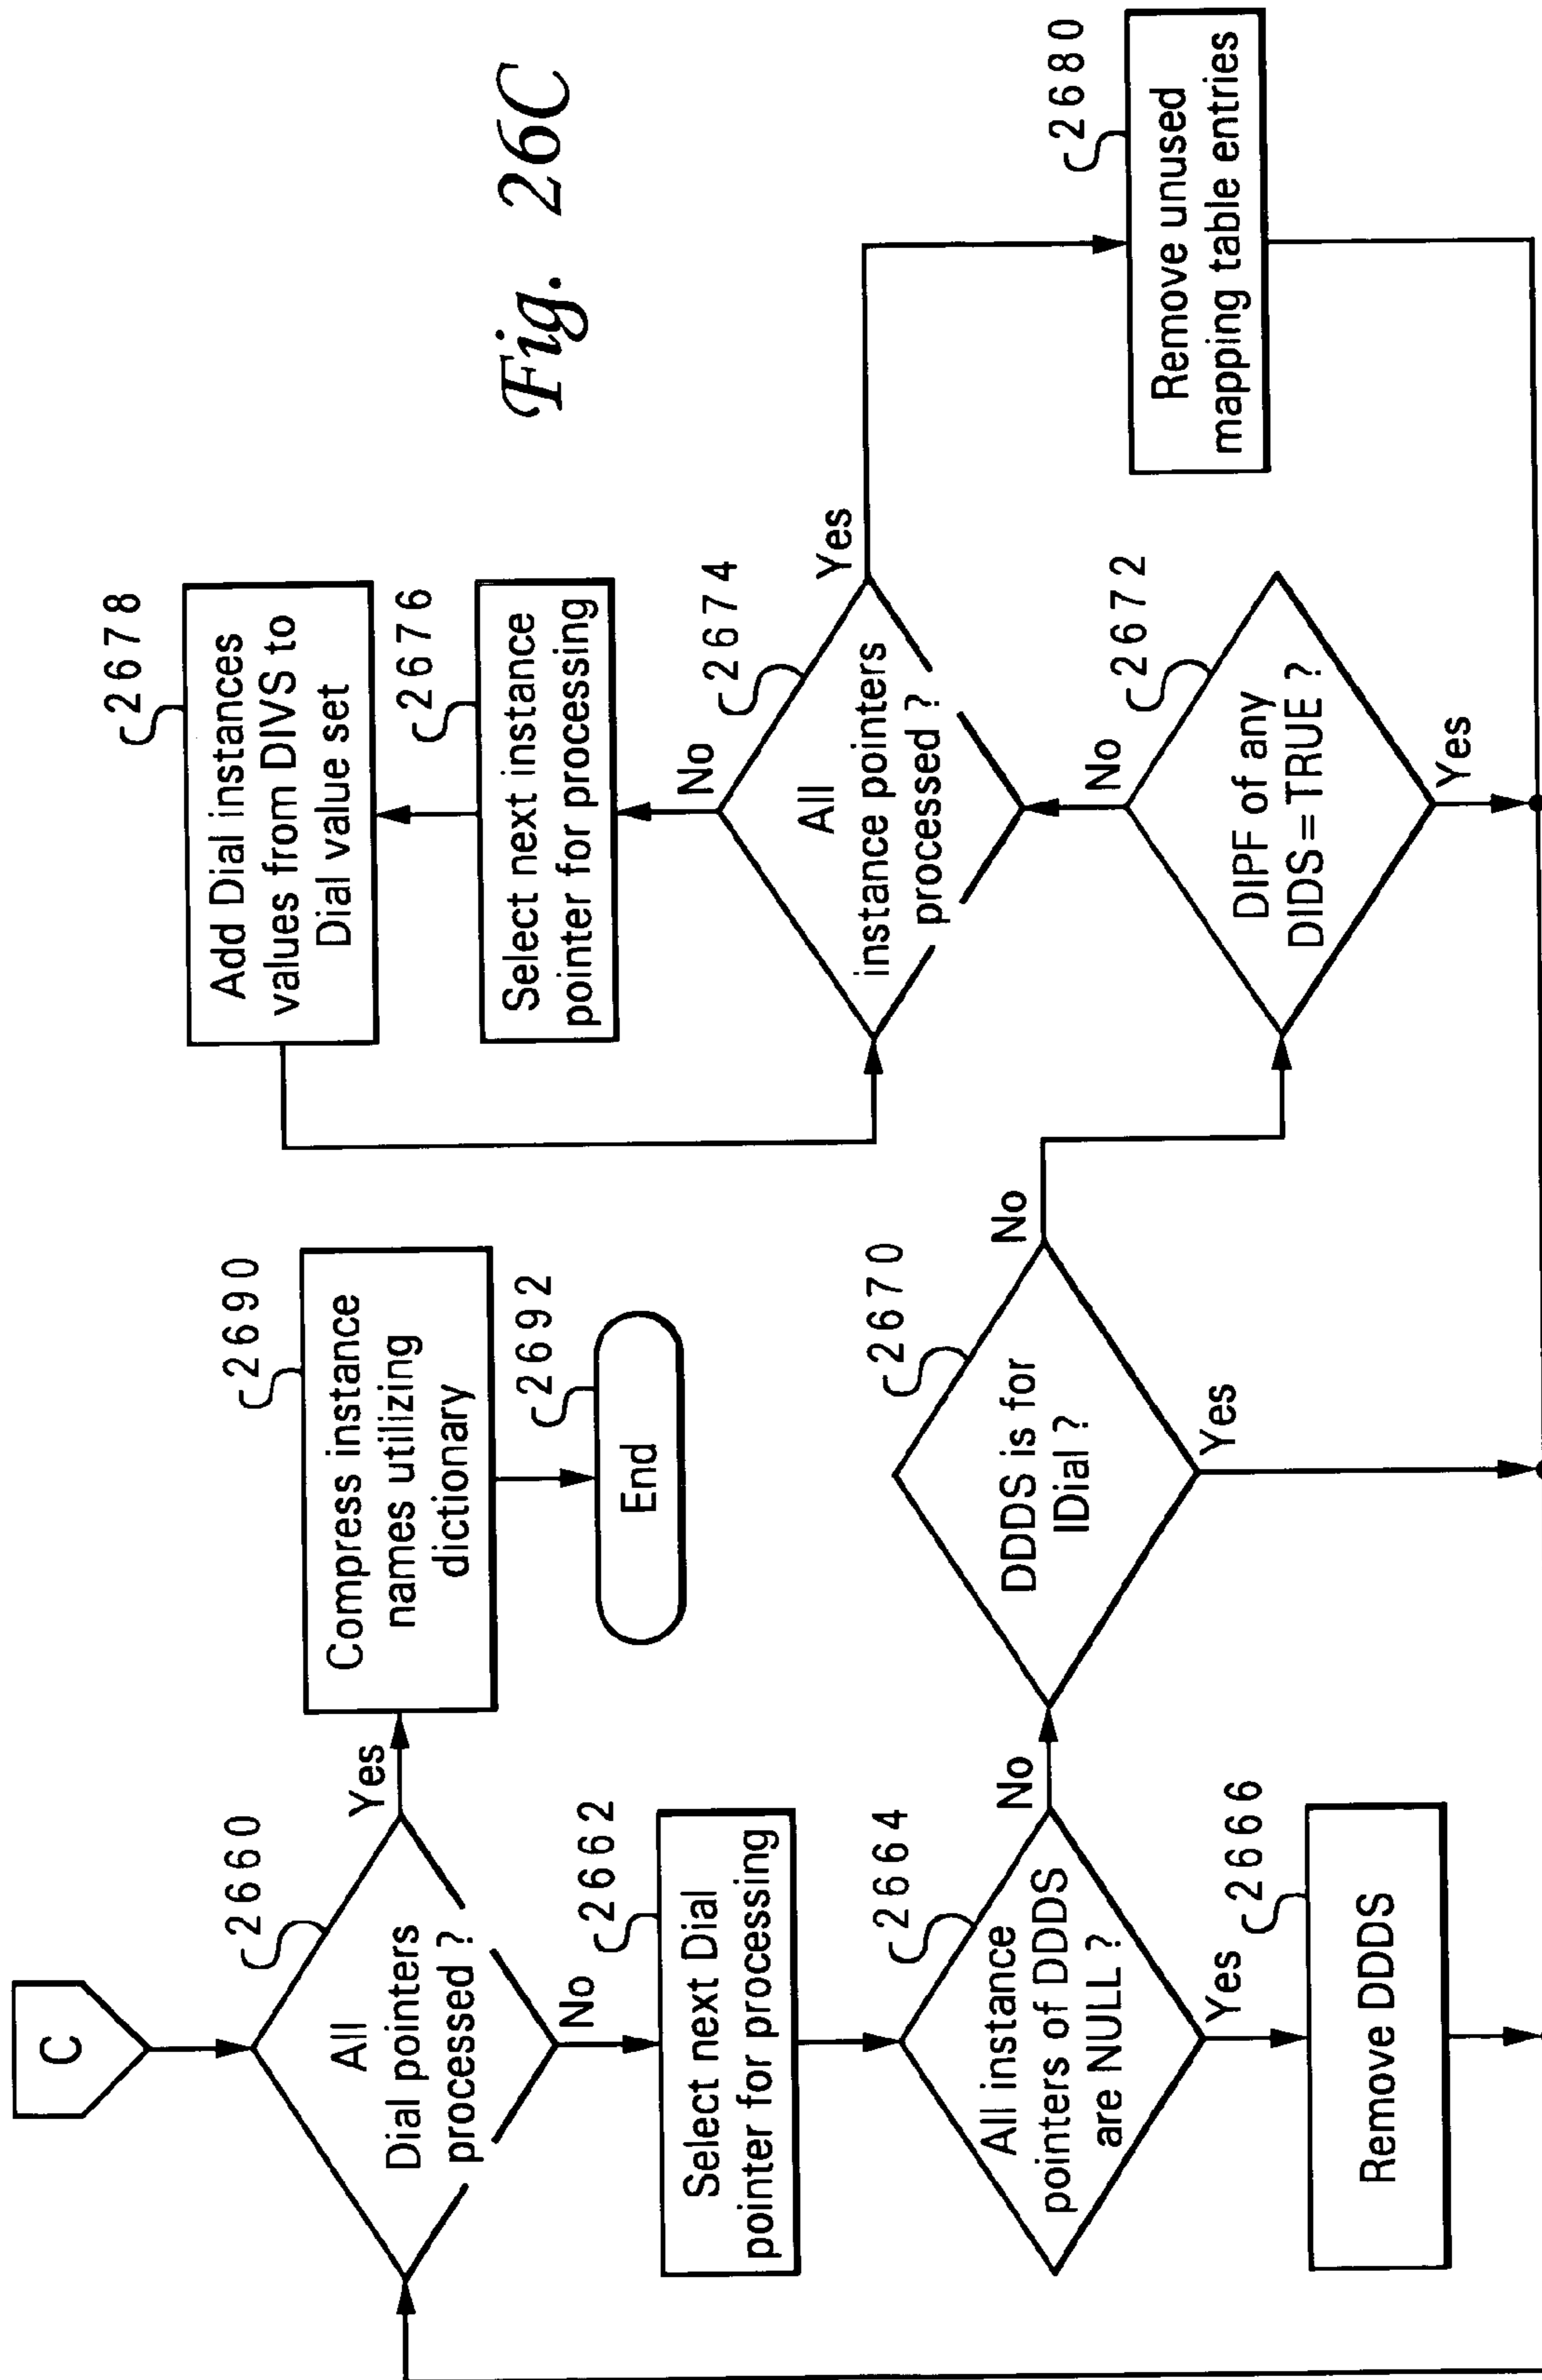 Fig. 26C
C
2660
All
Dial pointers
processed ?
Yes
No
2690
Compress instance
names utilizing
dictionary
2692
End
2662
Select next Dial
pointer for processing
2664
All instance
pointers of DDDS
are NULL ?
No
Yes
2666
Remove DDDS
2670
DDDS is for
IDial ?
No
Yes
2672
DIPF of any
DIDS = TRUE ?
No
Yes
2674
All
instance pointers
processed ?
Yes
No
2676
Select next instance
pointer for processing
2678
Add Dial instances
values from DIVS to
Dial value set
2680
Remove unused
mapping table entries